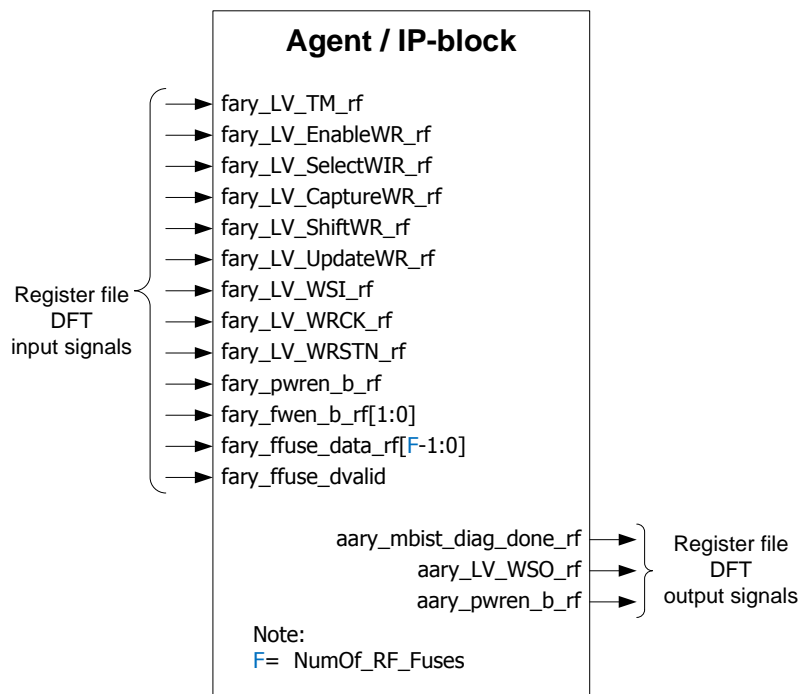 Agent / IP-block
fary_LV_TM_rf
fary_LV_EnableWR_rf
fary_LV_SelectWIR_rf
fary_LV_CaptureWR_rf
fary_LV_ShiftWR_rf
fary_LV_UpdateWR_rf
fary_LV_WSI_rf
fary_LV_WRCK_rf
fary_LV_WRSTN_rf
fary_pwren_b_rf
fary_fwen_b_rf[1:0]
fary_ffuse_data_rf[F-1:0]
fary_ffuse_dvalid
Register file
DFT
input signals
aary_mbist_diag_done_rf
aary_LV_WSO_rf
aary_pwren_b_rf
Register file
DFT
output signals
Note:
F= NumOf_RF_Fuses